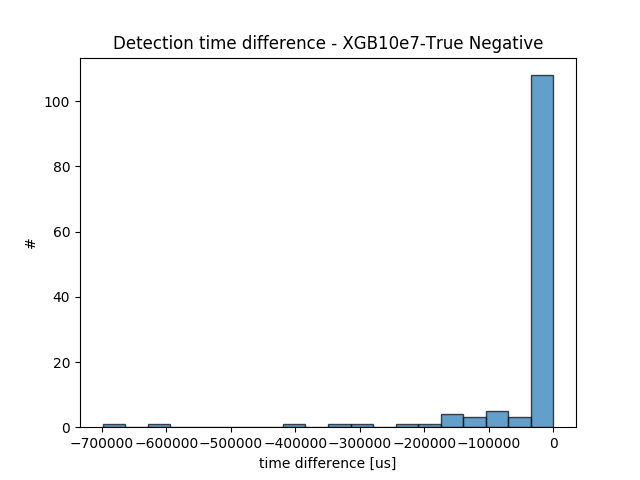 Detection time difference - XGB10e7-True Negative
100
80
60
40
20
0
#
−700000 −600000 −500000 −400000 −300000 −200000 −100000 0
time difference [us]